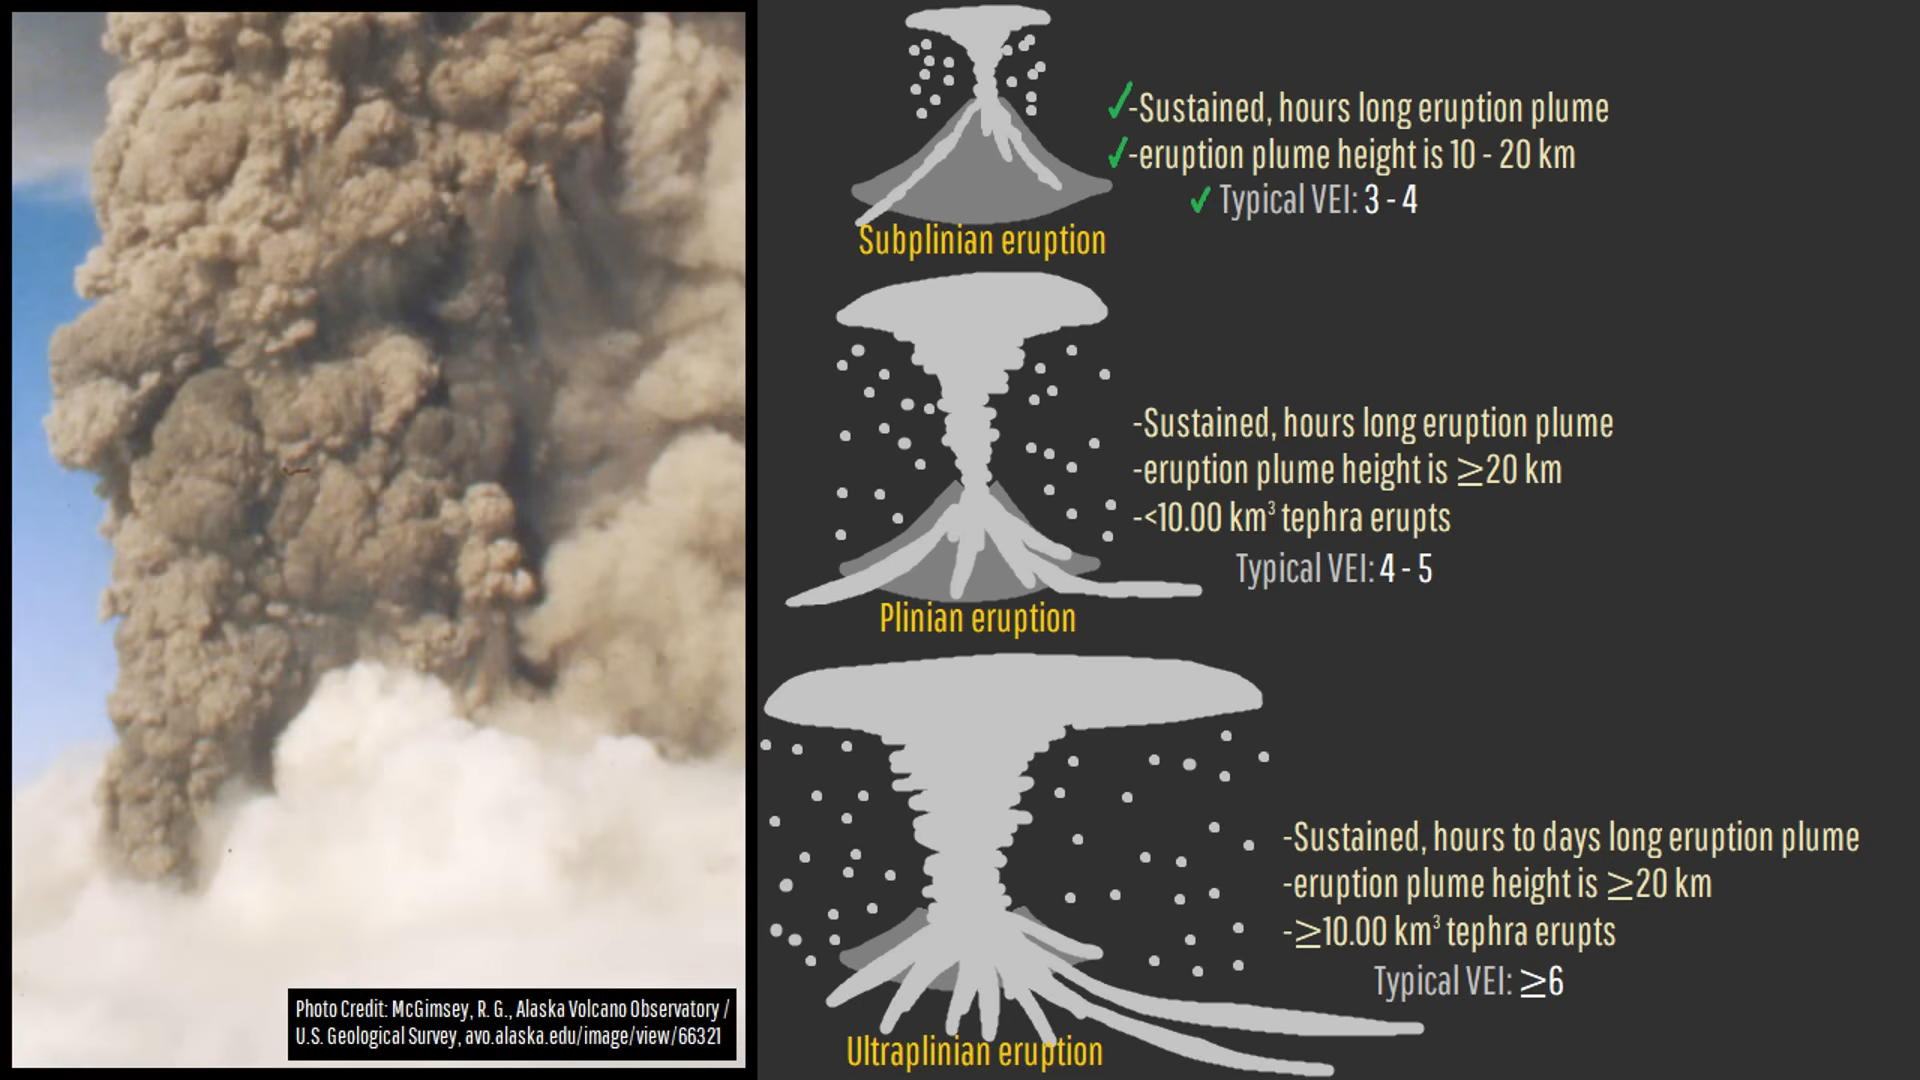 ✓-Sustained, hours long eruption plume
✓-eruption plume height is 10 - 20 km
✓ Typical VEI: 3 - 4
Subplinian eruption
-Sustained, hours long eruption plume
-eruption plume height is ≥20 km
-<10.00 km³ tephra erupts
Typical VEI: 4 - 5
Plinian eruption
-Sustained, hours to days long eruption plume
-eruption plume height is ≥20 km
-≥10.00 km³ tephra erupts
Typical VEI: ≥6
Ultraplinian eruption
Photo Credit: McGimsey, R. G., Alaska Volcano Observatory /
U.S. Geological Survey, avo.alaska.edu/image/view/66321